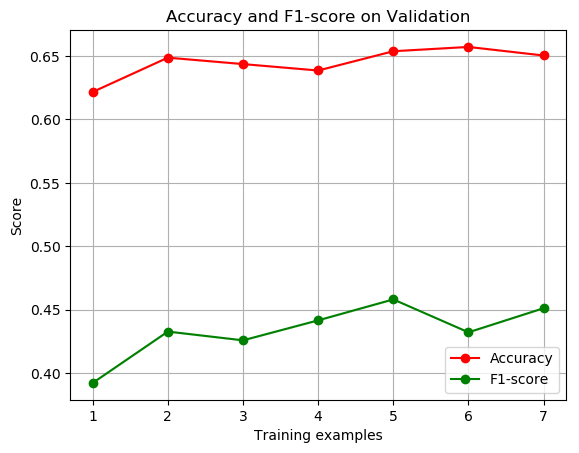 Accuracy and F1-score on Validation
Score
0.65
0.60
0.55
0.50
0.45
0.40
1 2 3 4 5 6 7
Training examples
Accuracy
F1-score